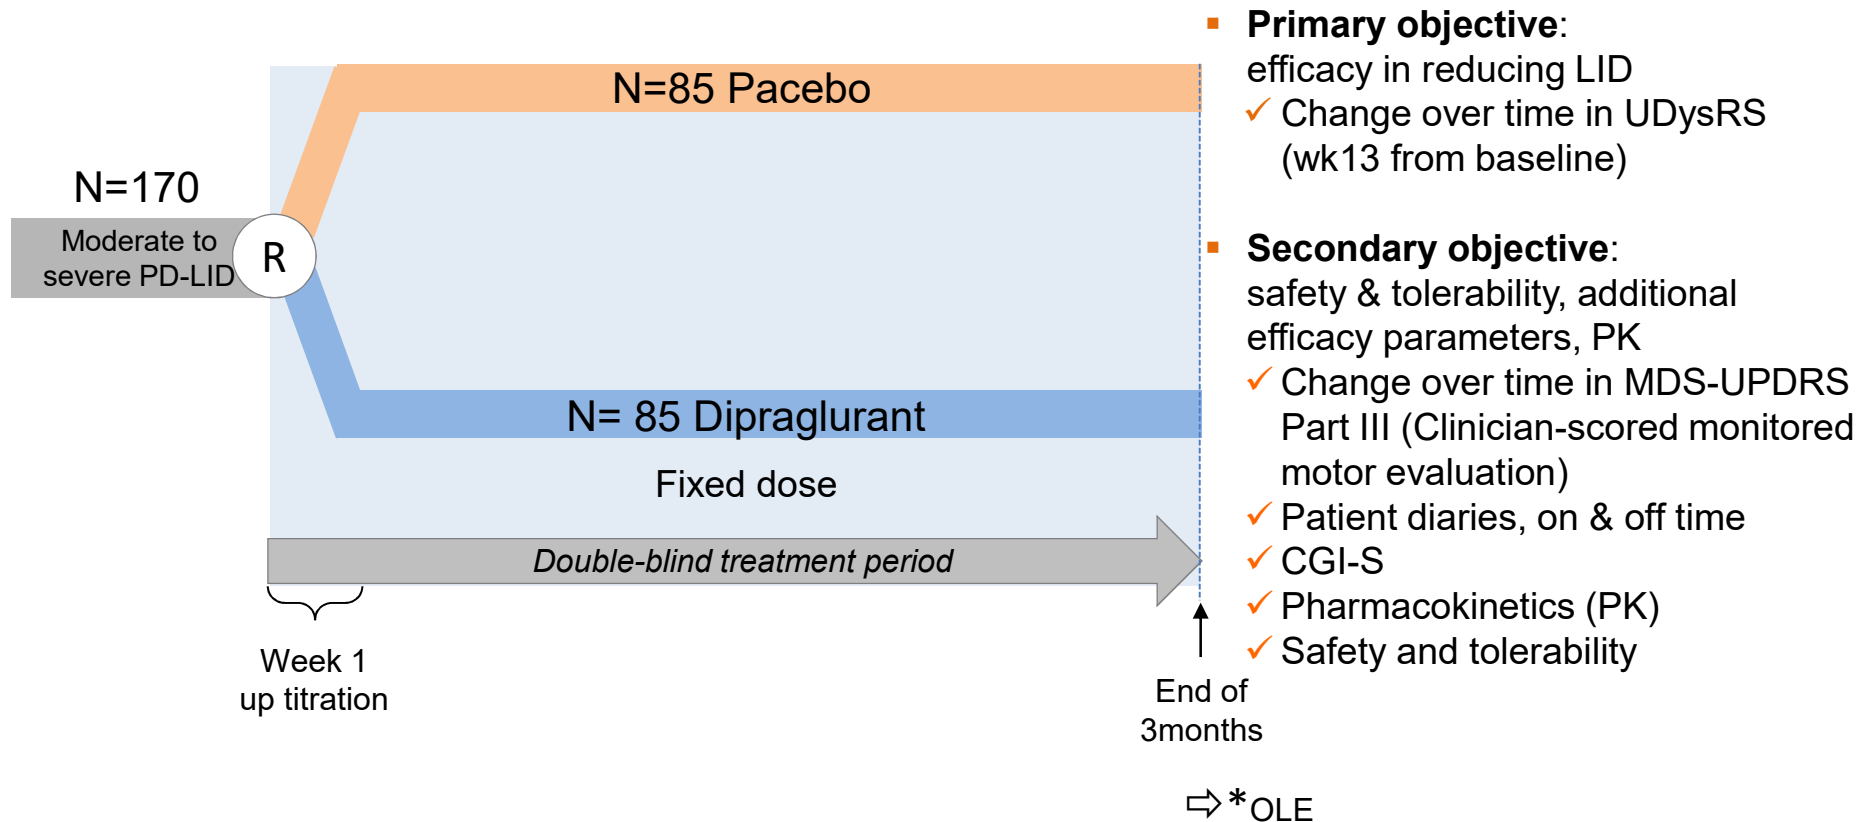 N=170
Moderate to
severe PD-LID
R
N=85 Pacebo
N= 85 Dipraglurant
Fixed dose
Double-blind treatment period
Week 1
up titration
End of
3months
⇨*OLE
▪ Primary objective:
efficacy in reducing LID
✓ Change over time in UDysRS
(wk13 from baseline)
▪ Secondary objective:
safety & tolerability, additional
efficacy parameters, PK
✓ Change over time in MDS-UPDRS
Part III (Clinician-scored monitored
motor evaluation)
✓ Patient diaries, on & off time
✓ CGI-S
✓ Pharmacokinetics (PK)
✓ Safety and tolerability